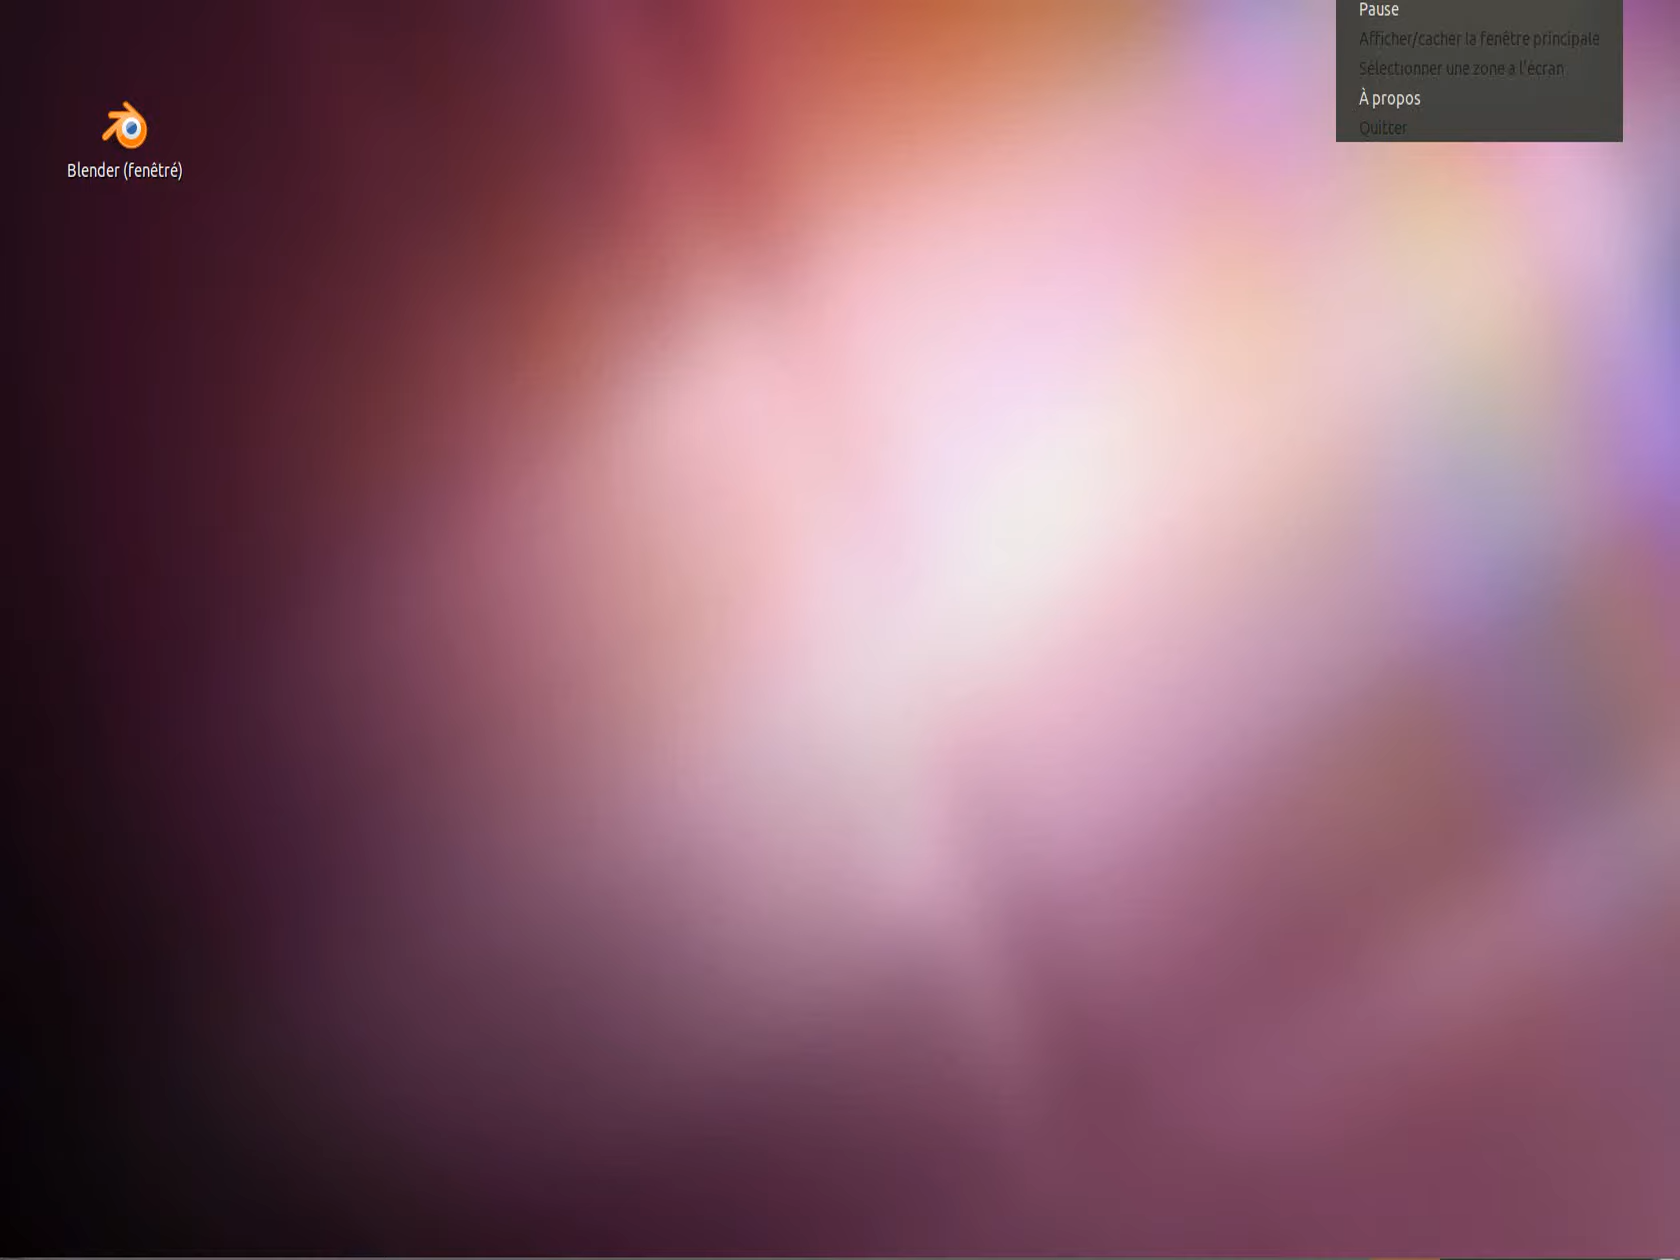 Pause
Afficher/cacher la fenêtre principale
Sélectionner une zone a l'écran
À propos
Quitter
Blender (fenêtré)